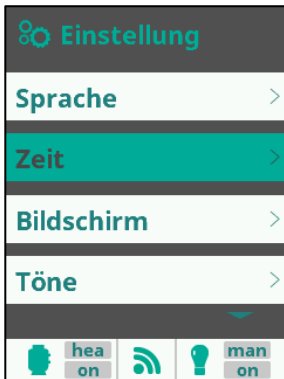 Einstellung
Sprache
Zeit
Bildschirm
Töne
hea man
on on